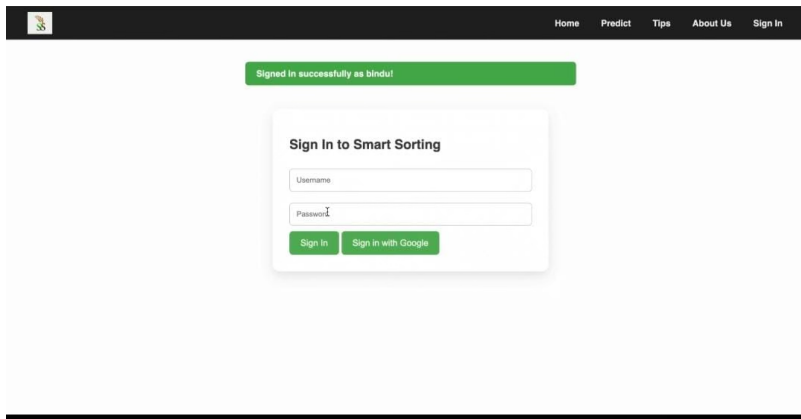 SS
Home Predict Tips About Us Sign In
Signed in successfully as bindu!
Sign In to Smart Sorting
Username
Password
Sign In Sign in with Google